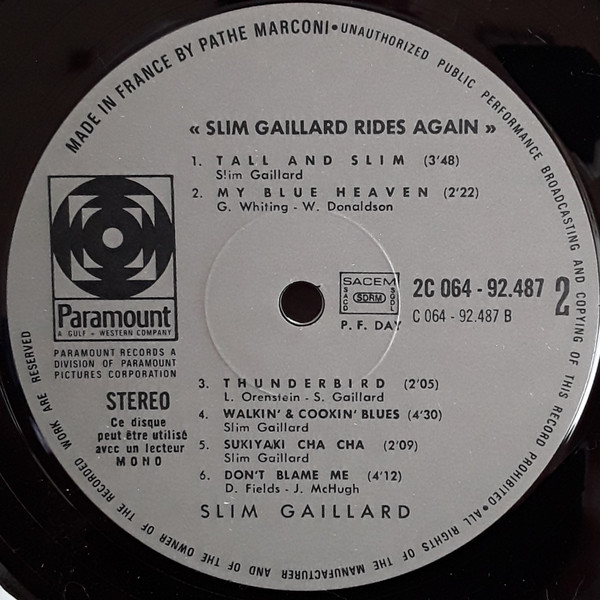 MADE IN FRANCE BY PATHE MARCONI • UNAUTHORIZED PUBLIC PERFORMANCE BROADCASTING AND COPYING OF THIS RECORD PROHIBITED • ALL RIGHTS OF THE MANUFACTURER AND OF THE OWNER OF THE RECORDED WORK ARE RESERVED
« SLIM GAILLARD RIDES AGAIN »
1. TALL AND SLIM (3'48)
Slim Gaillard
2. MY BLUE HEAVEN (2'22)
G. Whiting - W. Donaldson
Paramount
A GULF + WESTERN COMPANY
PARAMOUNT RECORDS A
DIVISION OF PARAMOUNT
PICTURES CORPORATION
STEREO
Ce disque
peut être utilisé
avec un lecteur
MONO
SACEM
SACD
SDRM
SGDL
P. F. DAY
2C 064 - 92.487
C 064 - 92.487 B
2
3. THUNDERBIRD (2'05)
L. Orenstein - S. Gaillard
4. WALKIN' & COOKIN' BLUES (4'30)
Slim Gaillard
5. SUKIYAKI CHA CHA (2'09)
Slim Gaillard
6. DON'T BLAME ME (4'12)
D. Fields - J. McHugh
SLIM GAILLARD